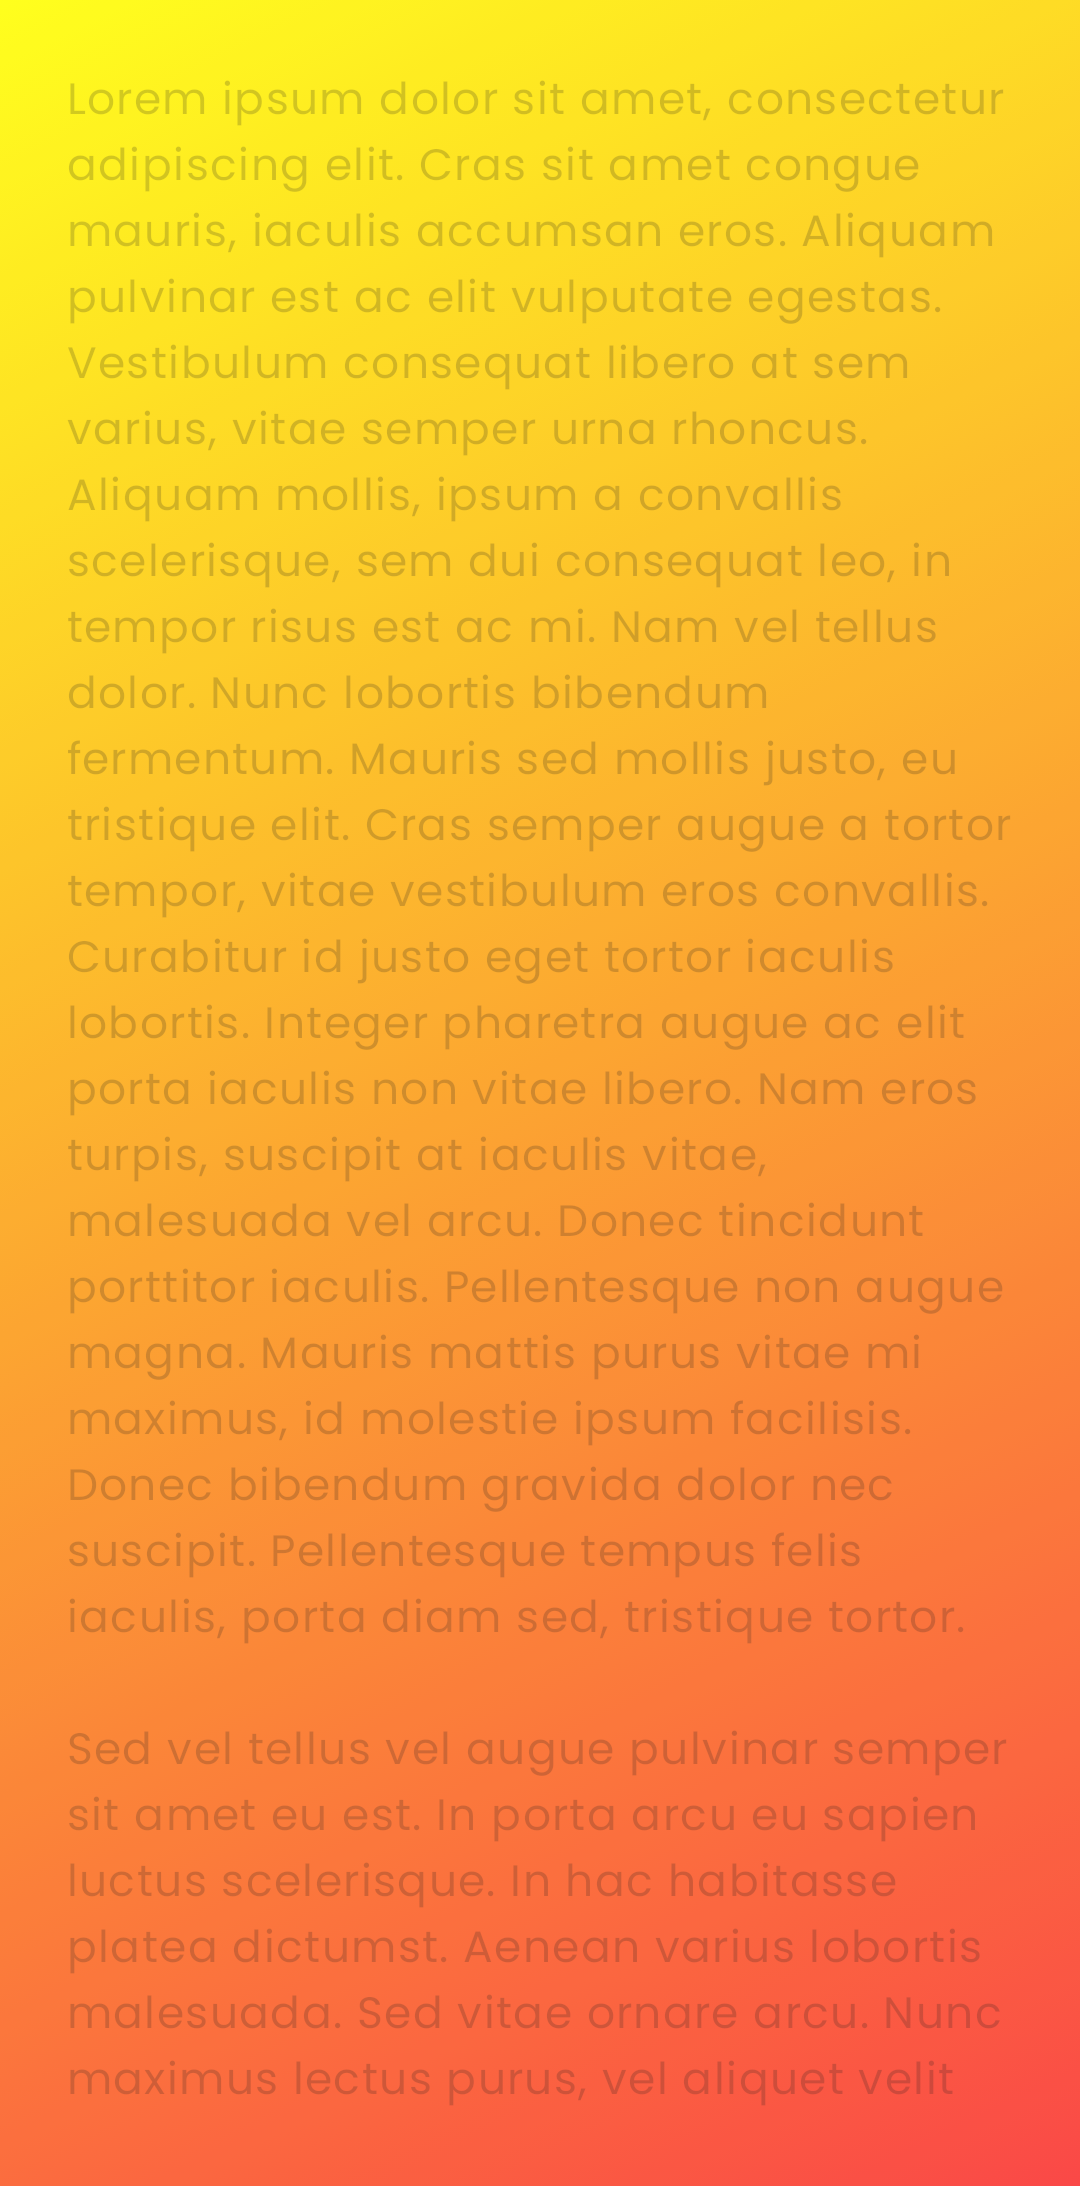 Lorem ipsum dolor sit amet, consectetur
adipiscing elit. Cras sit amet congue
mauris, iaculis accumsan eros. Aliquam
pulvinar est ac elit vulputate egestas.
Vestibulum consequat libero at sem
varius, vitae semper urna rhoncus.
Aliquam mollis, ipsum a convallis
scelerisque, sem dui consequat leo, in
tempor risus est ac mi. Nam vel tellus
dolor. Nunc lobortis bibendum
fermentum. Mauris sed mollis justo, eu
tristique elit. Cras semper augue a tortor
tempor, vitae vestibulum eros convallis.
Curabitur id justo eget tortor iaculis
lobortis. Integer pharetra augue ac elit
porta iaculis non vitae libero. Nam eros
turpis, suscipit at iaculis vitae,
malesuada vel arcu. Donec tincidunt
porttitor iaculis. Pellentesque non augue
magna. Mauris mattis purus vitae mi
maximus, id molestie ipsum facilisis.
Donec bibendum gravida dolor nec
suscipit. Pellentesque tempus felis
iaculis, porta diam sed, tristique tortor.
Sed vel tellus vel augue pulvinar semper
sit amet eu est. In porta arcu eu sapien
luctus scelerisque. In hac habitasse
platea dictumst. Aenean varius lobortis
malesuada. Sed vitae ornare arcu. Nunc
maximus lectus purus, vel aliquet velit